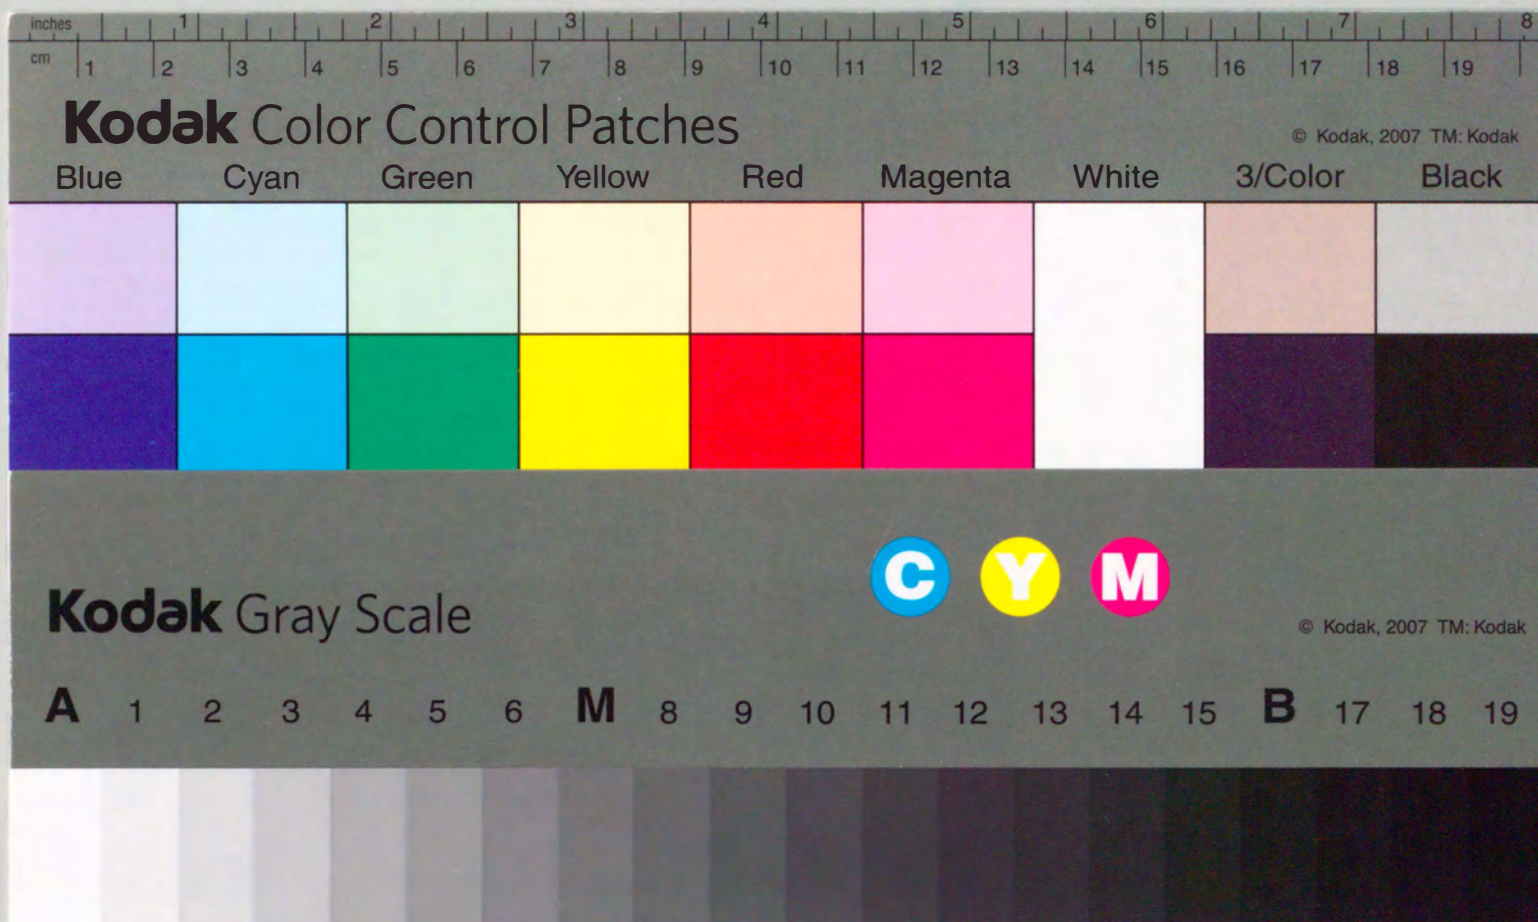 inches 1 2 3 4 5 6 7 8
cm 1 2 3 4 5 6 7 8 9 10 11 12 13 14 15 16 17 18 19
Kodak Color Control Patches
© Kodak, 2007 TM: Kodak
Blue Cyan Green Yellow Red Magenta White 3/Color Black
C Y M
Kodak Gray Scale
© Kodak, 2007 TM: Kodak
A 1 2 3 4 5 6 M 8 9 10 11 12 13 14 15 B 17 18 19